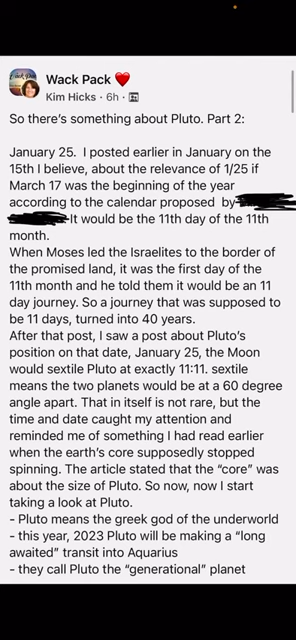 Wack Pack ❤️
Kim Hicks · 6h ·
So there's something about Pluto. Part 2:
January 25. I posted earlier in January on the
15th I believe, about the relevance of 1/25 if
March 17 was the beginning of the year
according to the calendar proposed by
It would be the 11th day of the 11th
month.
When Moses led the Israelites to the border of
the promised land, it was the first day of the
11th month and he told them it would be an 11
day journey. So a journey that was supposed to
be 11 days, turned into 40 years.
After that post, I saw a post about Pluto's
position on that date, January 25, the Moon
would sextile Pluto at exactly 11:11. sextile
means the two planets would be at a 60 degree
angle apart. That in itself is not rare, but the
time and date caught my attention and
reminded me of something I had read earlier
when the earth's core supposedly stopped
spinning. The article stated that the "core" was
about the size of Pluto. So now, now I start
taking a look at Pluto.
- Pluto means the greek god of the underworld
- this year, 2023 Pluto will be making a "long
awaited" transit into Aquarius
- they call Pluto the "generational" planet